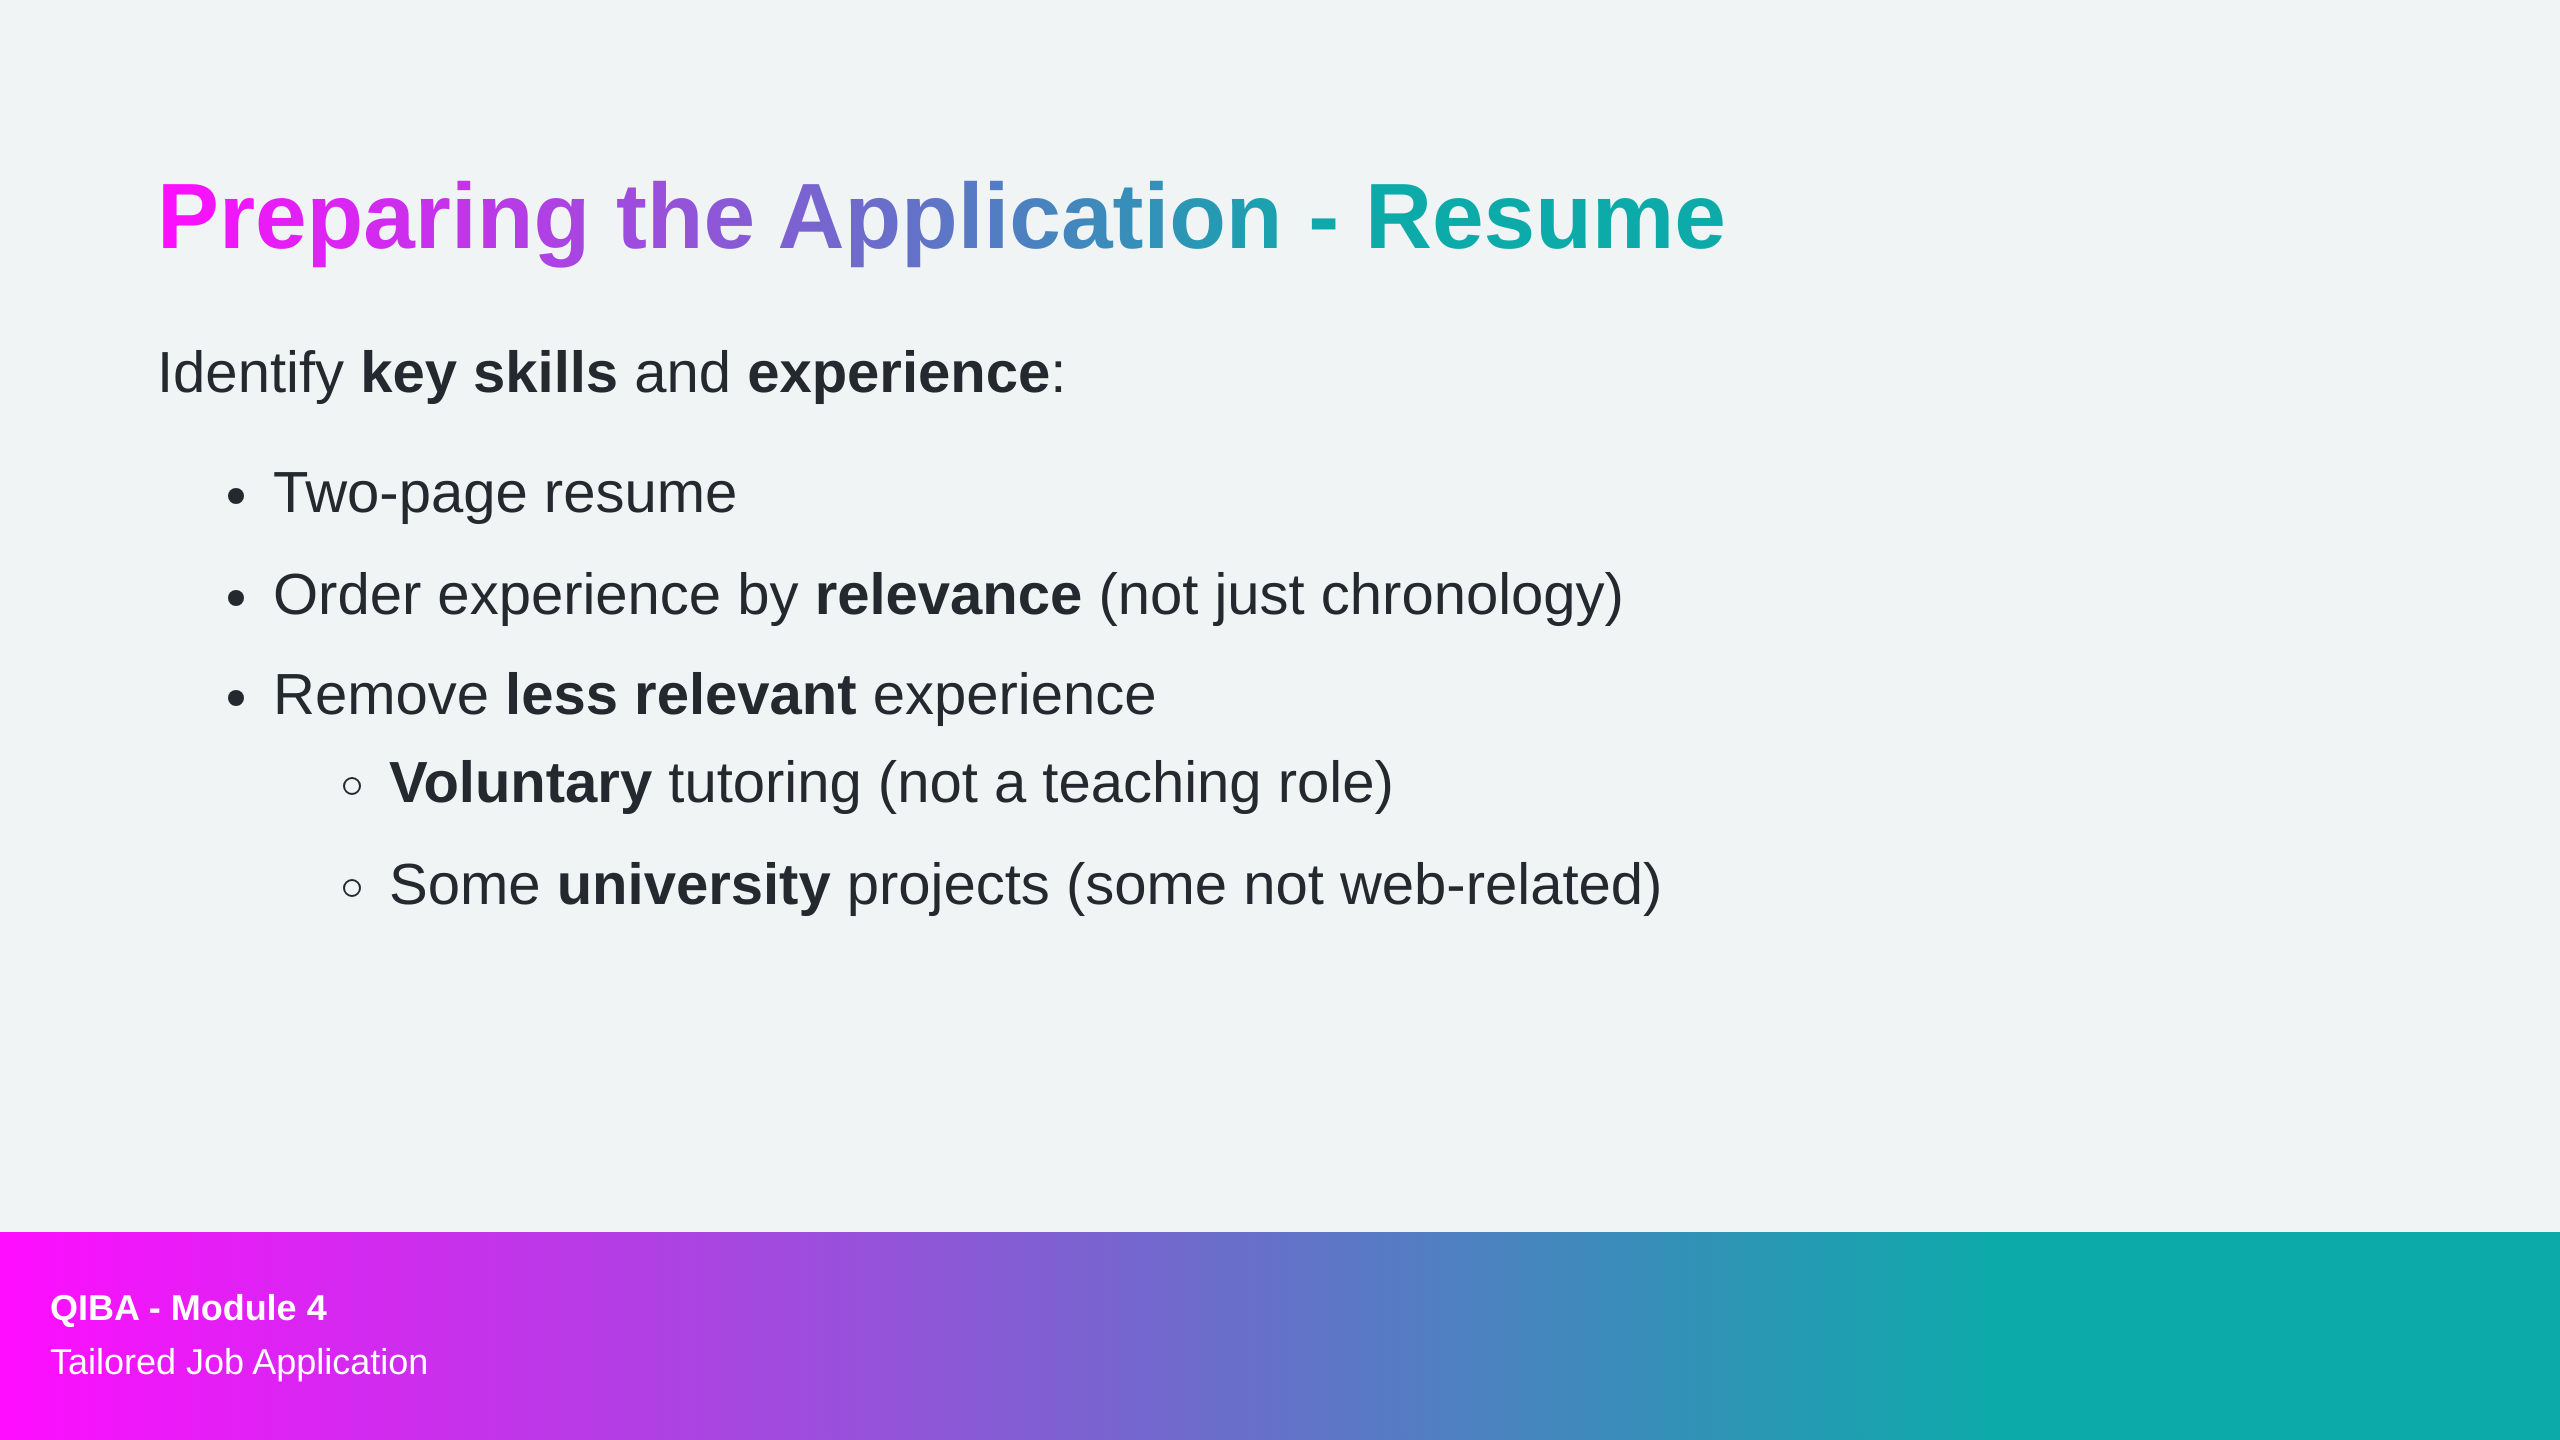 Preparing the Application - Resume
Identify key skills and experience:
Two-page resume
Order experience by relevance (not just chronology)
Remove less relevant experience
Voluntary tutoring (not a teaching role)
Some university projects (some not web-related)
QIBA - Module 4
Tailored Job Application